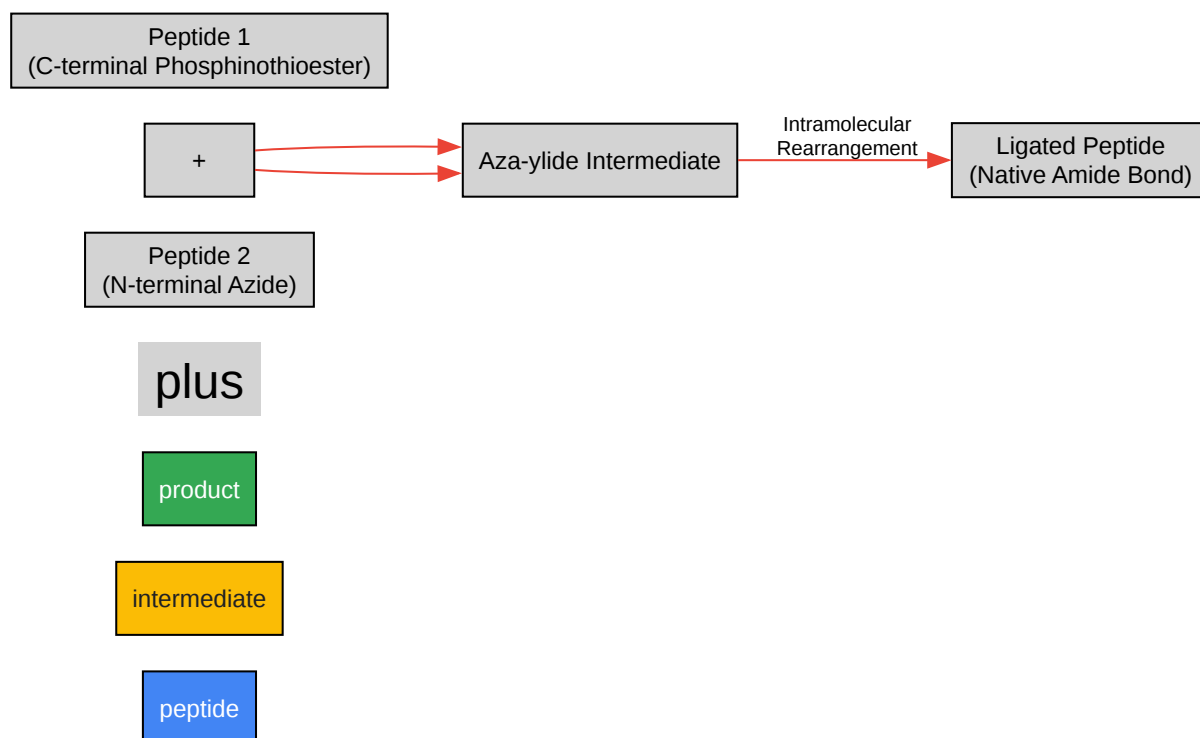 Peptide 1
(C-terminal Phosphinothioester)
+
Aza-ylide Intermediate
Intramolecular
Rearrangement
Ligated Peptide
(Native Amide Bond)
Peptide 2
(N-terminal Azide)
plus
product
intermediate
peptide